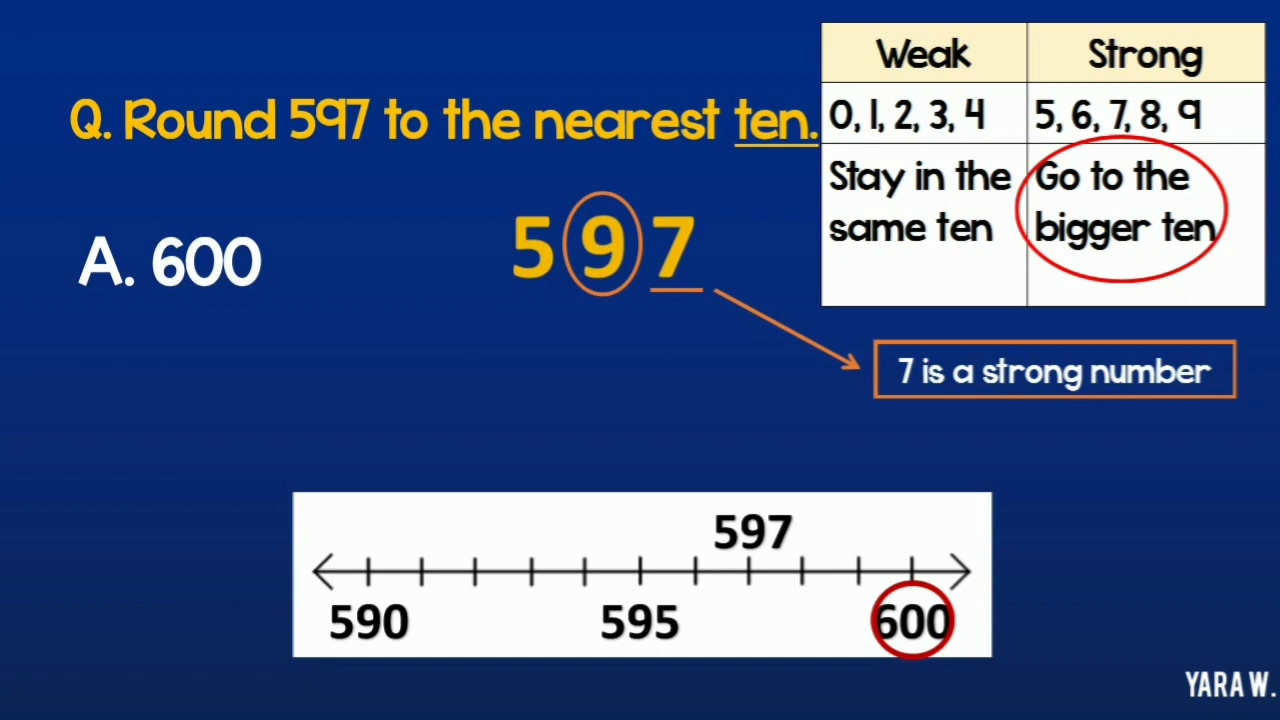 Q. Round 597 to the nearest ten.
Weak Strong
0, 1, 2, 3, 4 5, 6, 7, 8, 9
Stay in the Go to the
same ten bigger ten
A. 600
597
7 is a strong number
597
590 595 600
YARA W.